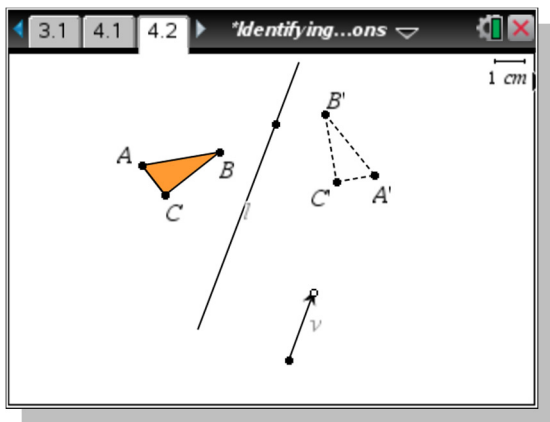 3.1 4.1 4.2 *Identifying...ons
1 cm
B'
A
B
C'
A'
C
l
v